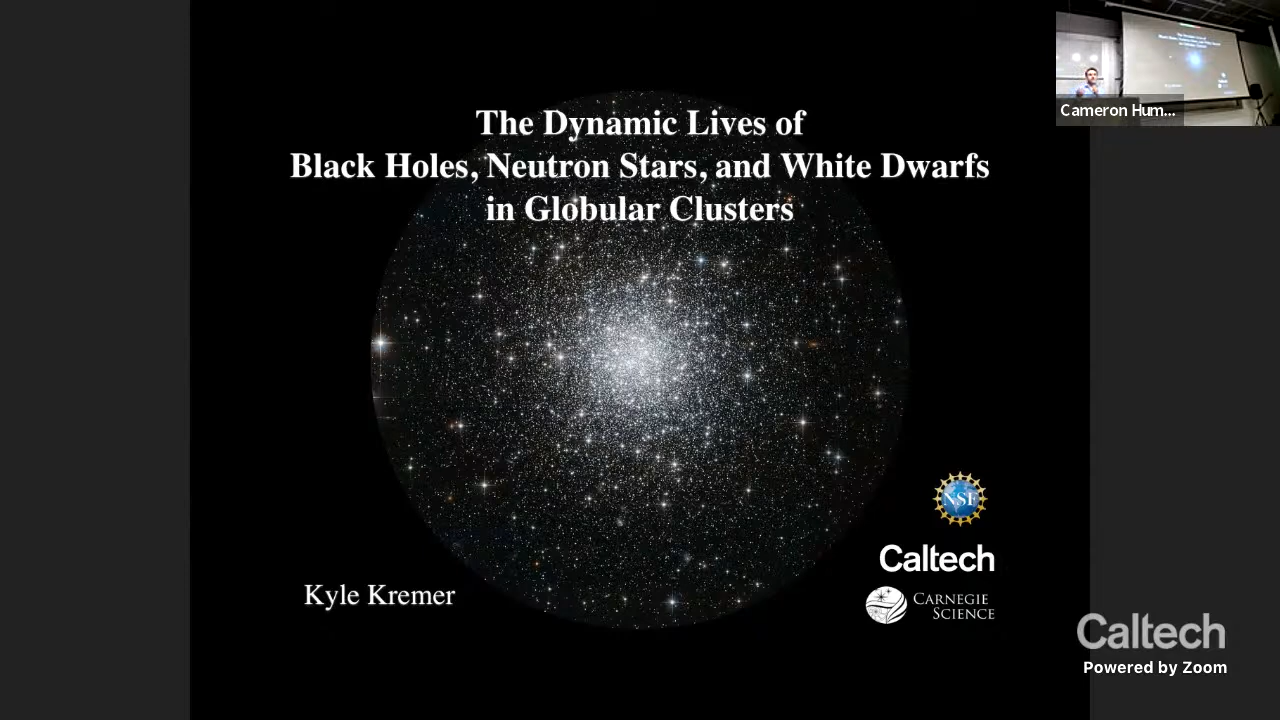 The Dynamic Lives of
Black Holes, Neutron Stars, and White Dwarfs
in Globular Clusters
Cameron Hum...
NSF
Caltech
CARNEGIE
SCIENCE
Kyle Kremer
Caltech
Powered by Zoom